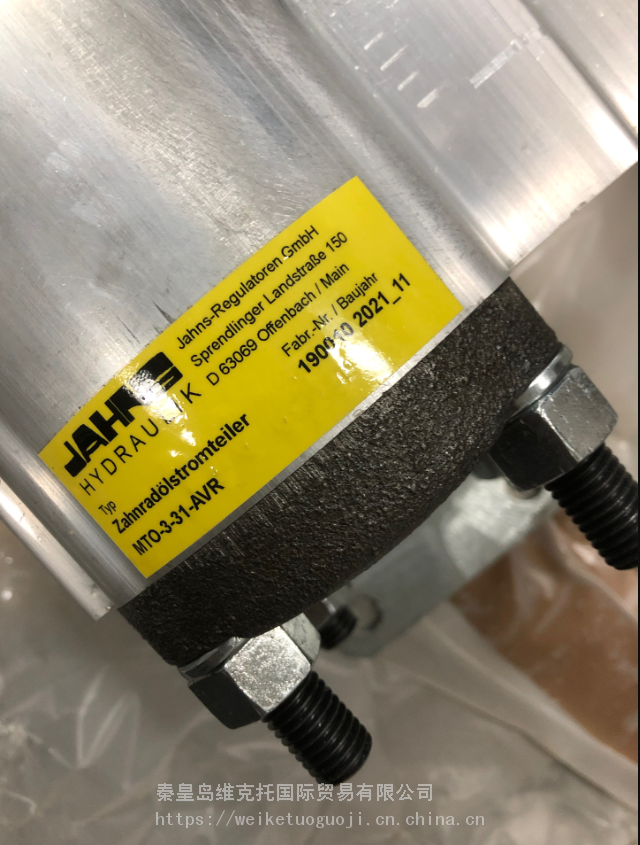 JAHNS
HYDRAULIK
Jahns-Regulatoren GmbH
Sprendlinger Landstraße 150
D 63069 Offenbach / Main
Fabr.-Nr. / Baujahr
2021_11
Typ
Zahnradölstromteiler
MTO-3-31-AVR
秦皇岛维克托国际贸易有限公司
https://weiketuoguoji.cn.china.cn